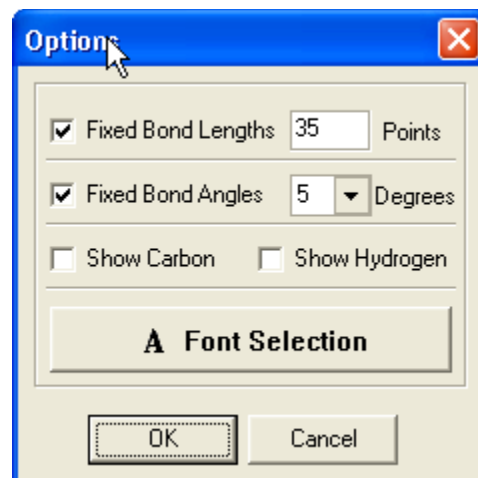 Options
Fixed Bond Lengths 35 Points
Fixed Bond Angles 5 Degrees
Show Carbon Show Hydrogen
A Font Selection
OK Cancel